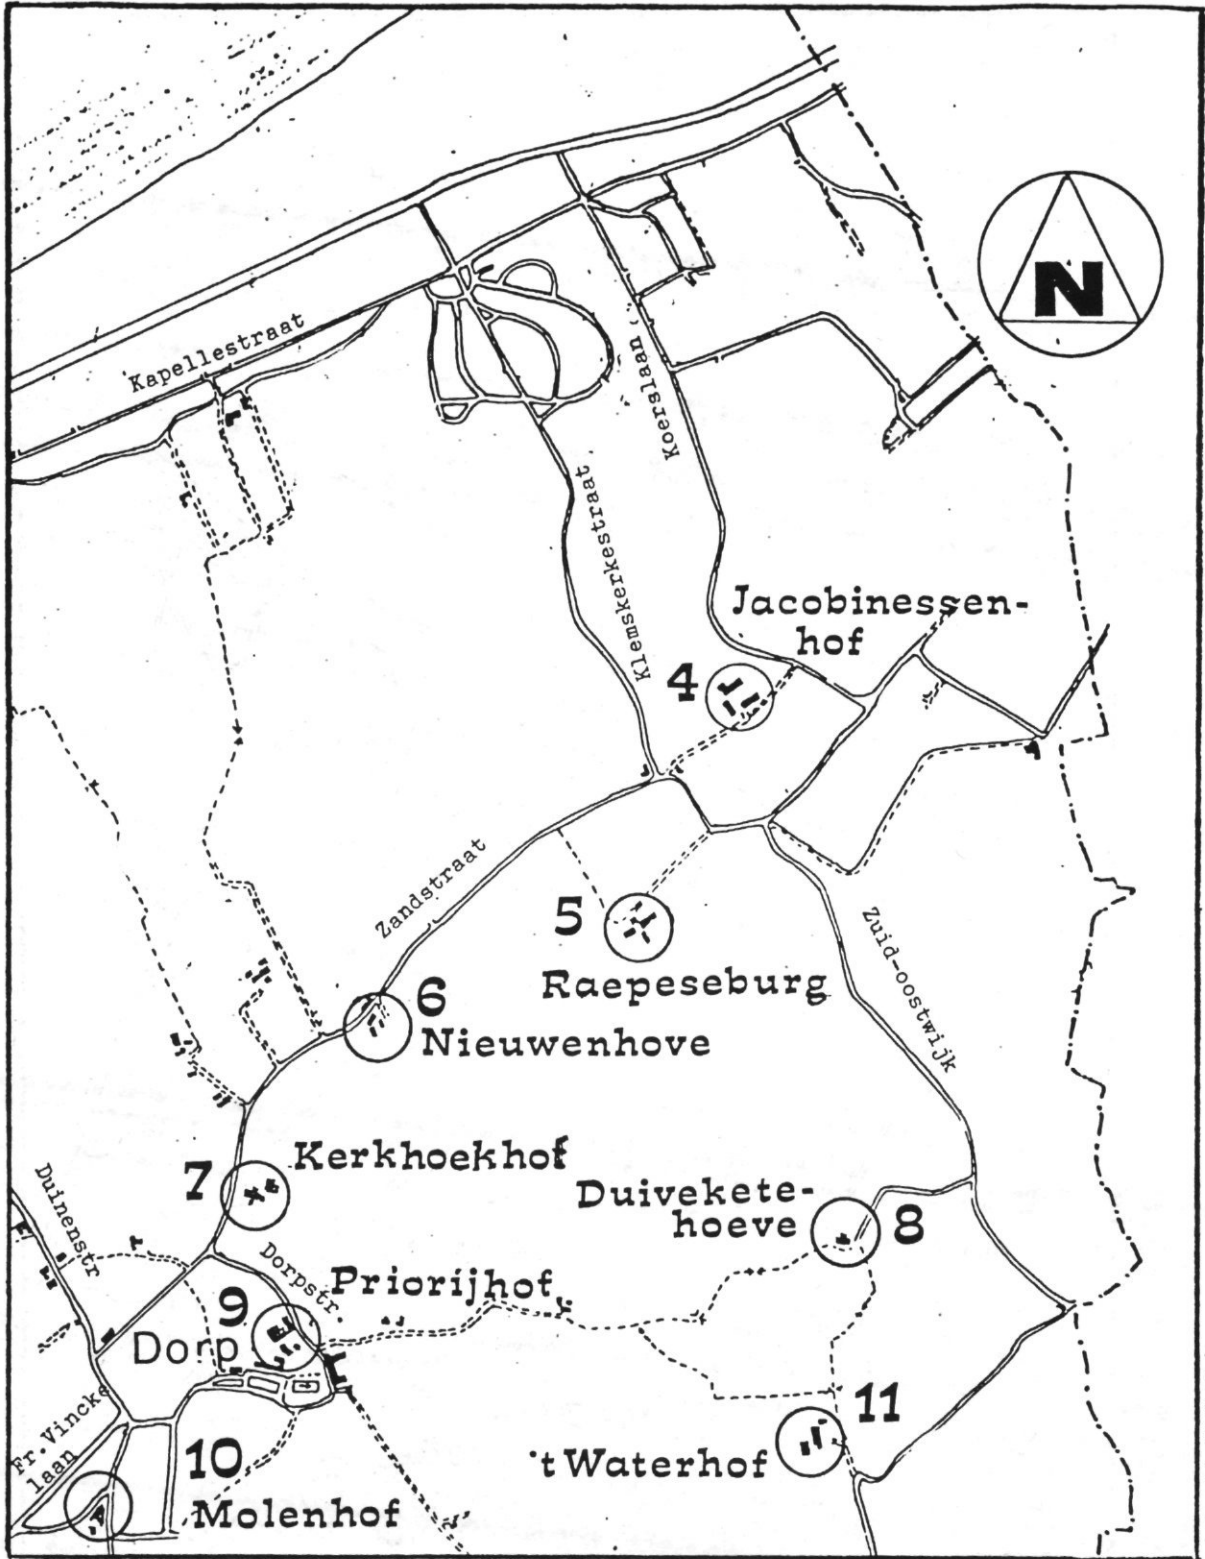 N
Kapellestraat
Koerslaan
Klemskerkestraat
Jacobinessen-
hof
4
Zandstraat
5
Raepeseburg
Zuid-oostwijk
6
Nieuwenhove
7
Kerkhoekhof
Duivekete-
hoeve
8
Duinenstr
Dorpstr.
Priorijhof
9
Dorp
11
't Waterhof
Fr.Vincke
laan
10
Molenhof